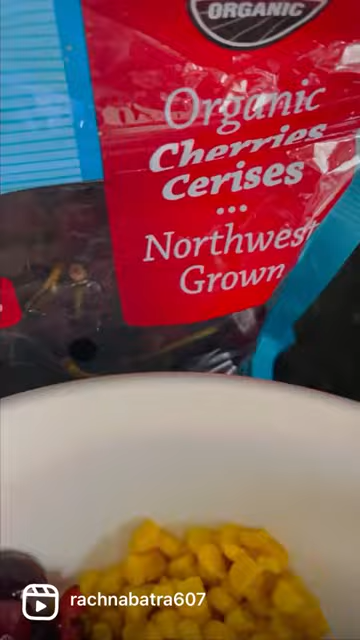 ORGANIC
Organic
Cherries
Cerises
Northwest
Grown
rachnabatra607